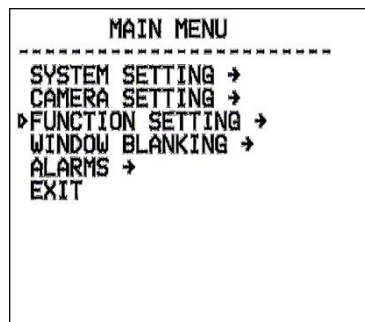 MAIN MENU
SYSTEM SETTING →
CAMERA SETTING →
▷FUNCTION SETTING →
WINDOW BLANKING →
ALARMS →
EXIT